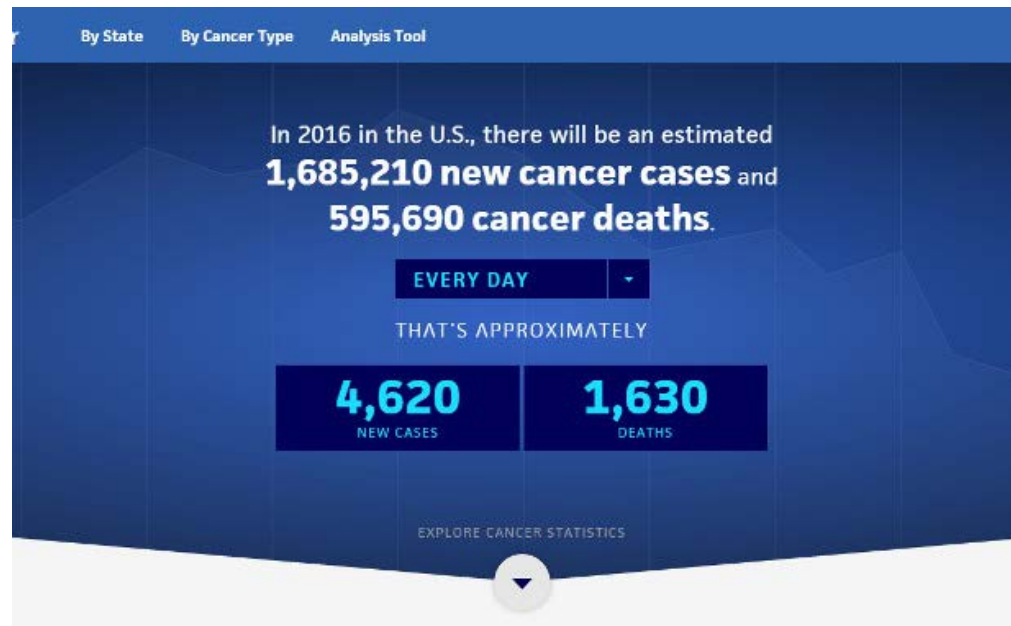 By State By Cancer Type Analysis Tool
In 2016 in the U.S., there will be an estimated
1,685,210 new cancer cases and
595,690 cancer deaths.
EVERY DAY
THAT'S APPROXIMATELY
4,620 1,630
NEW CASES DEATHS
EXPLORE CANCER STATISTICS